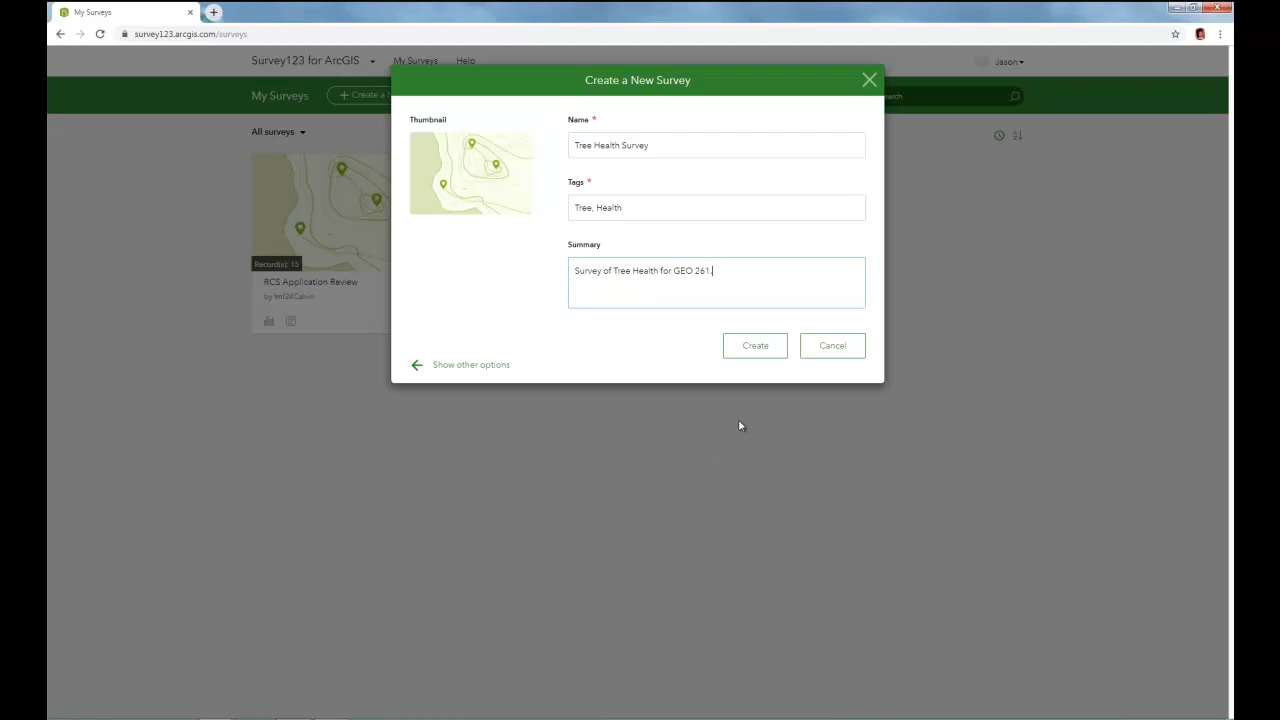 My Surveys
survey123.arcgis.com/surveys
Survey123 for ArcGIS
My Surveys
Help
Jason
My Surveys
+ Create a
Create a New Survey
earch
All surveys
Thumbnail
Name *
Tree Health Survey
Tags *
Tree, Health
Summary
Survey of Tree Health for GEO 261.
Record(s): 15
RCS Application Review
Create
Cancel
Show other options